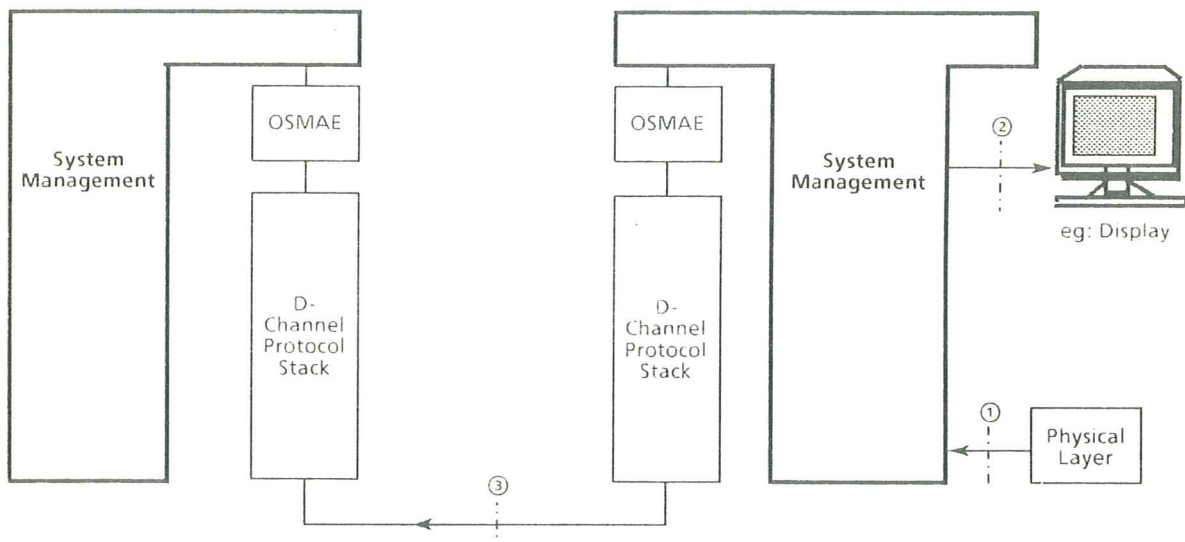 OSMAE
OSMAE
System
Management
System
Management
②
eg: Display
D-
Channel
Protocol
Stack
D-
Channel
Protocol
Stack
①
Physical
Layer
③